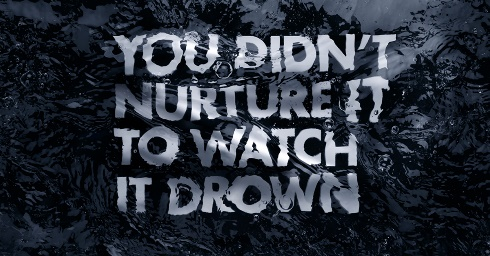 YOU DIDN'T
NURTURE IT
TO WATCH
IT DROWN